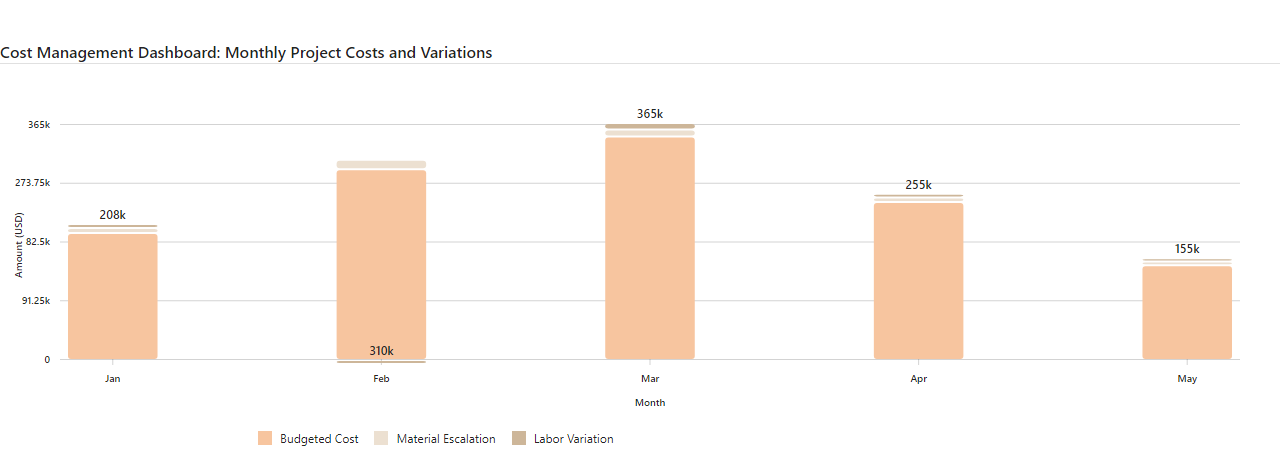 Cost Management Dashboard: Monthly Project Costs and Variations
365k
365k
273.75k
255k
208k
82.5k
155k
Amount (USD)
91.25k
310k
0
Jan
Feb
Mar
Apr
May
Month
Budgeted Cost
Material Escalation
Labor Variation